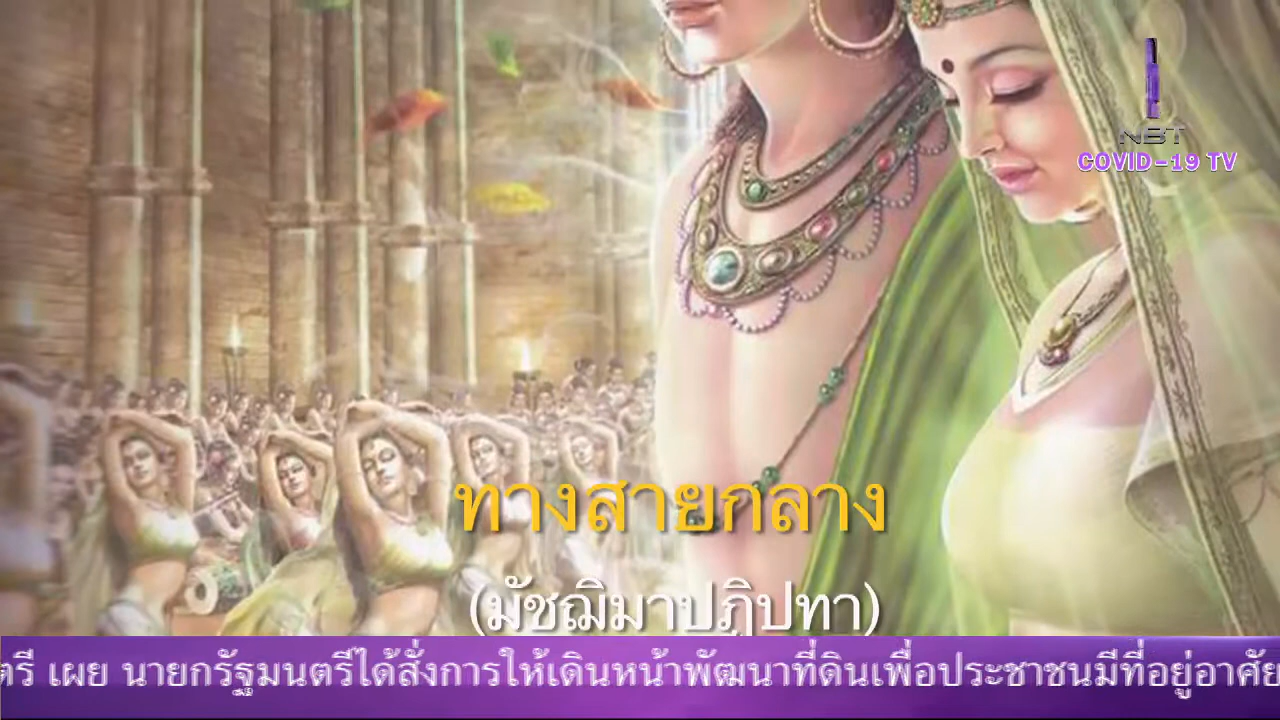 NBT
COVID-19 TV
ทางสายกลาง
(มัชฌิมาปฏิปทา)
ตรี เผย นายกรัฐมนตรีได้สั่งการให้เดินหน้าพัฒนาที่ดินเพื่อประชาชนมีที่อยู่อาศัย